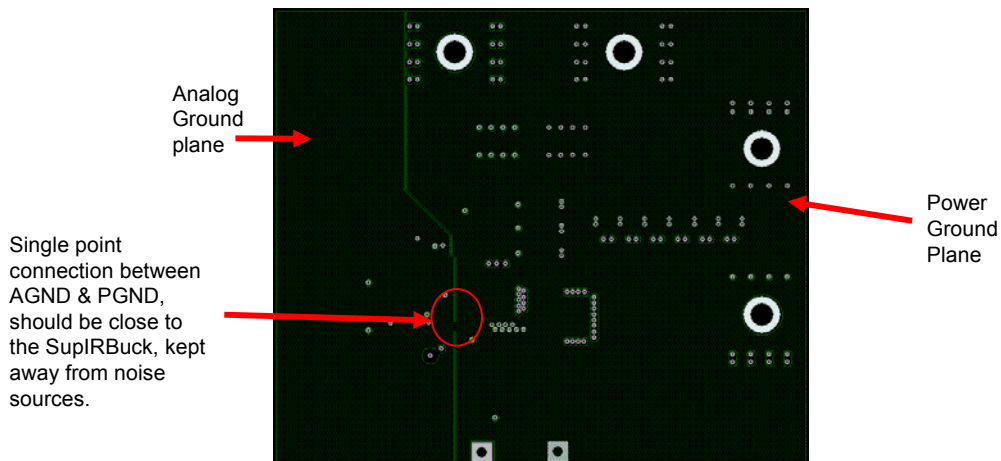 Analog
Ground
plane
Power
Ground
Plane
Single point
connection between
AGND & PGND,
should be close to
the SupIRBuck, kept
away from noise
sources.